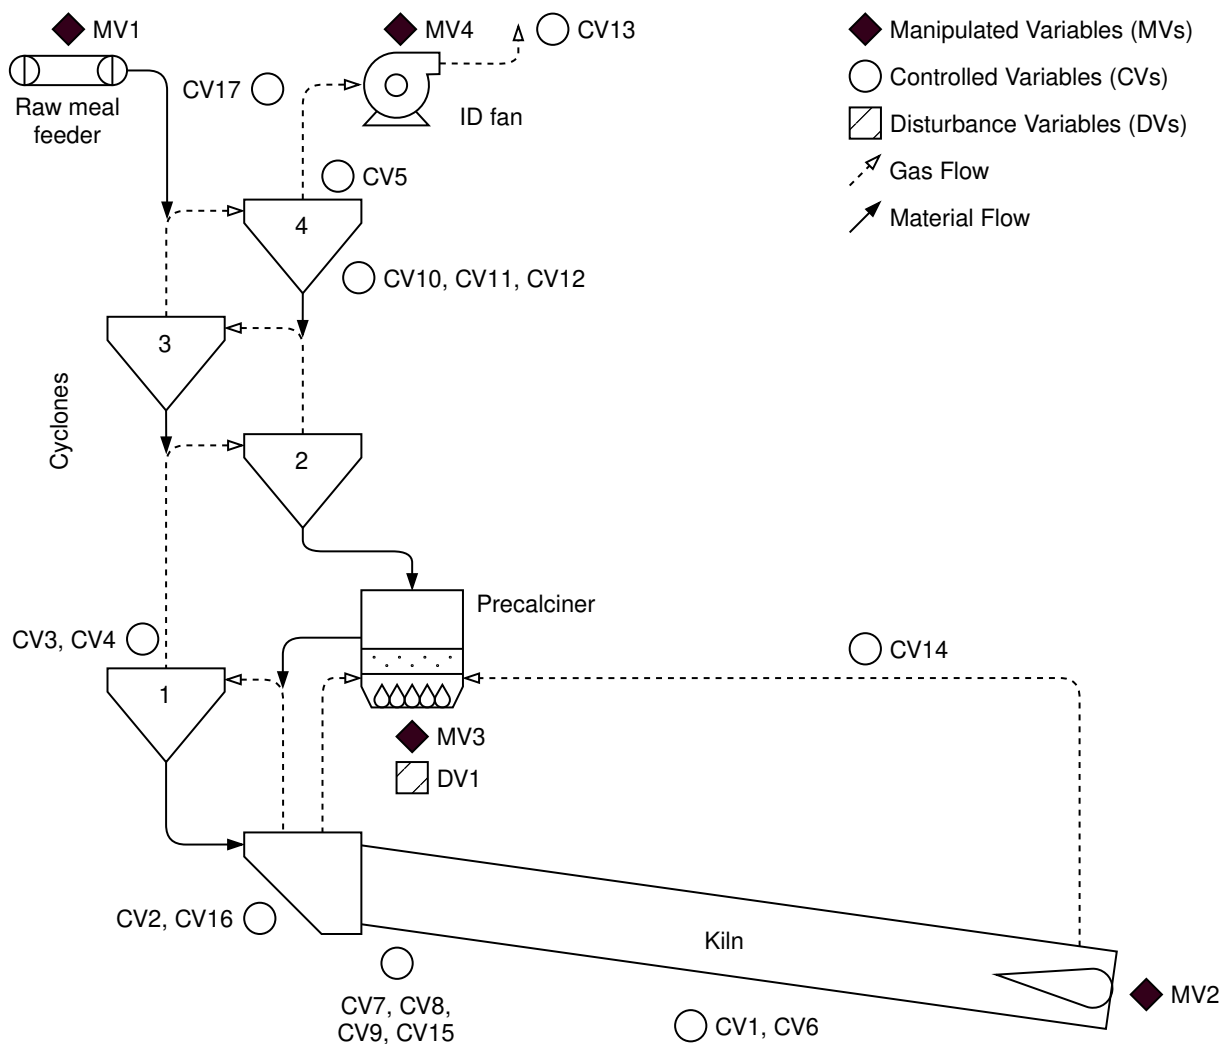 MV1
MV4
CV13
Manipulated Variables (MVs)
CV17
Controlled Variables (CVs)
Raw meal
feeder
ID fan
Disturbance Variables (DVs)
CV5
Gas Flow
4
Material Flow
CV10, CV11, CV12
3
Cyclones
2
Precalciner
CV3, CV4
CV14
1
MV3
DV1
CV2, CV16
Kiln
MV2
CV7, CV8,
CV9, CV15
CV1, CV6